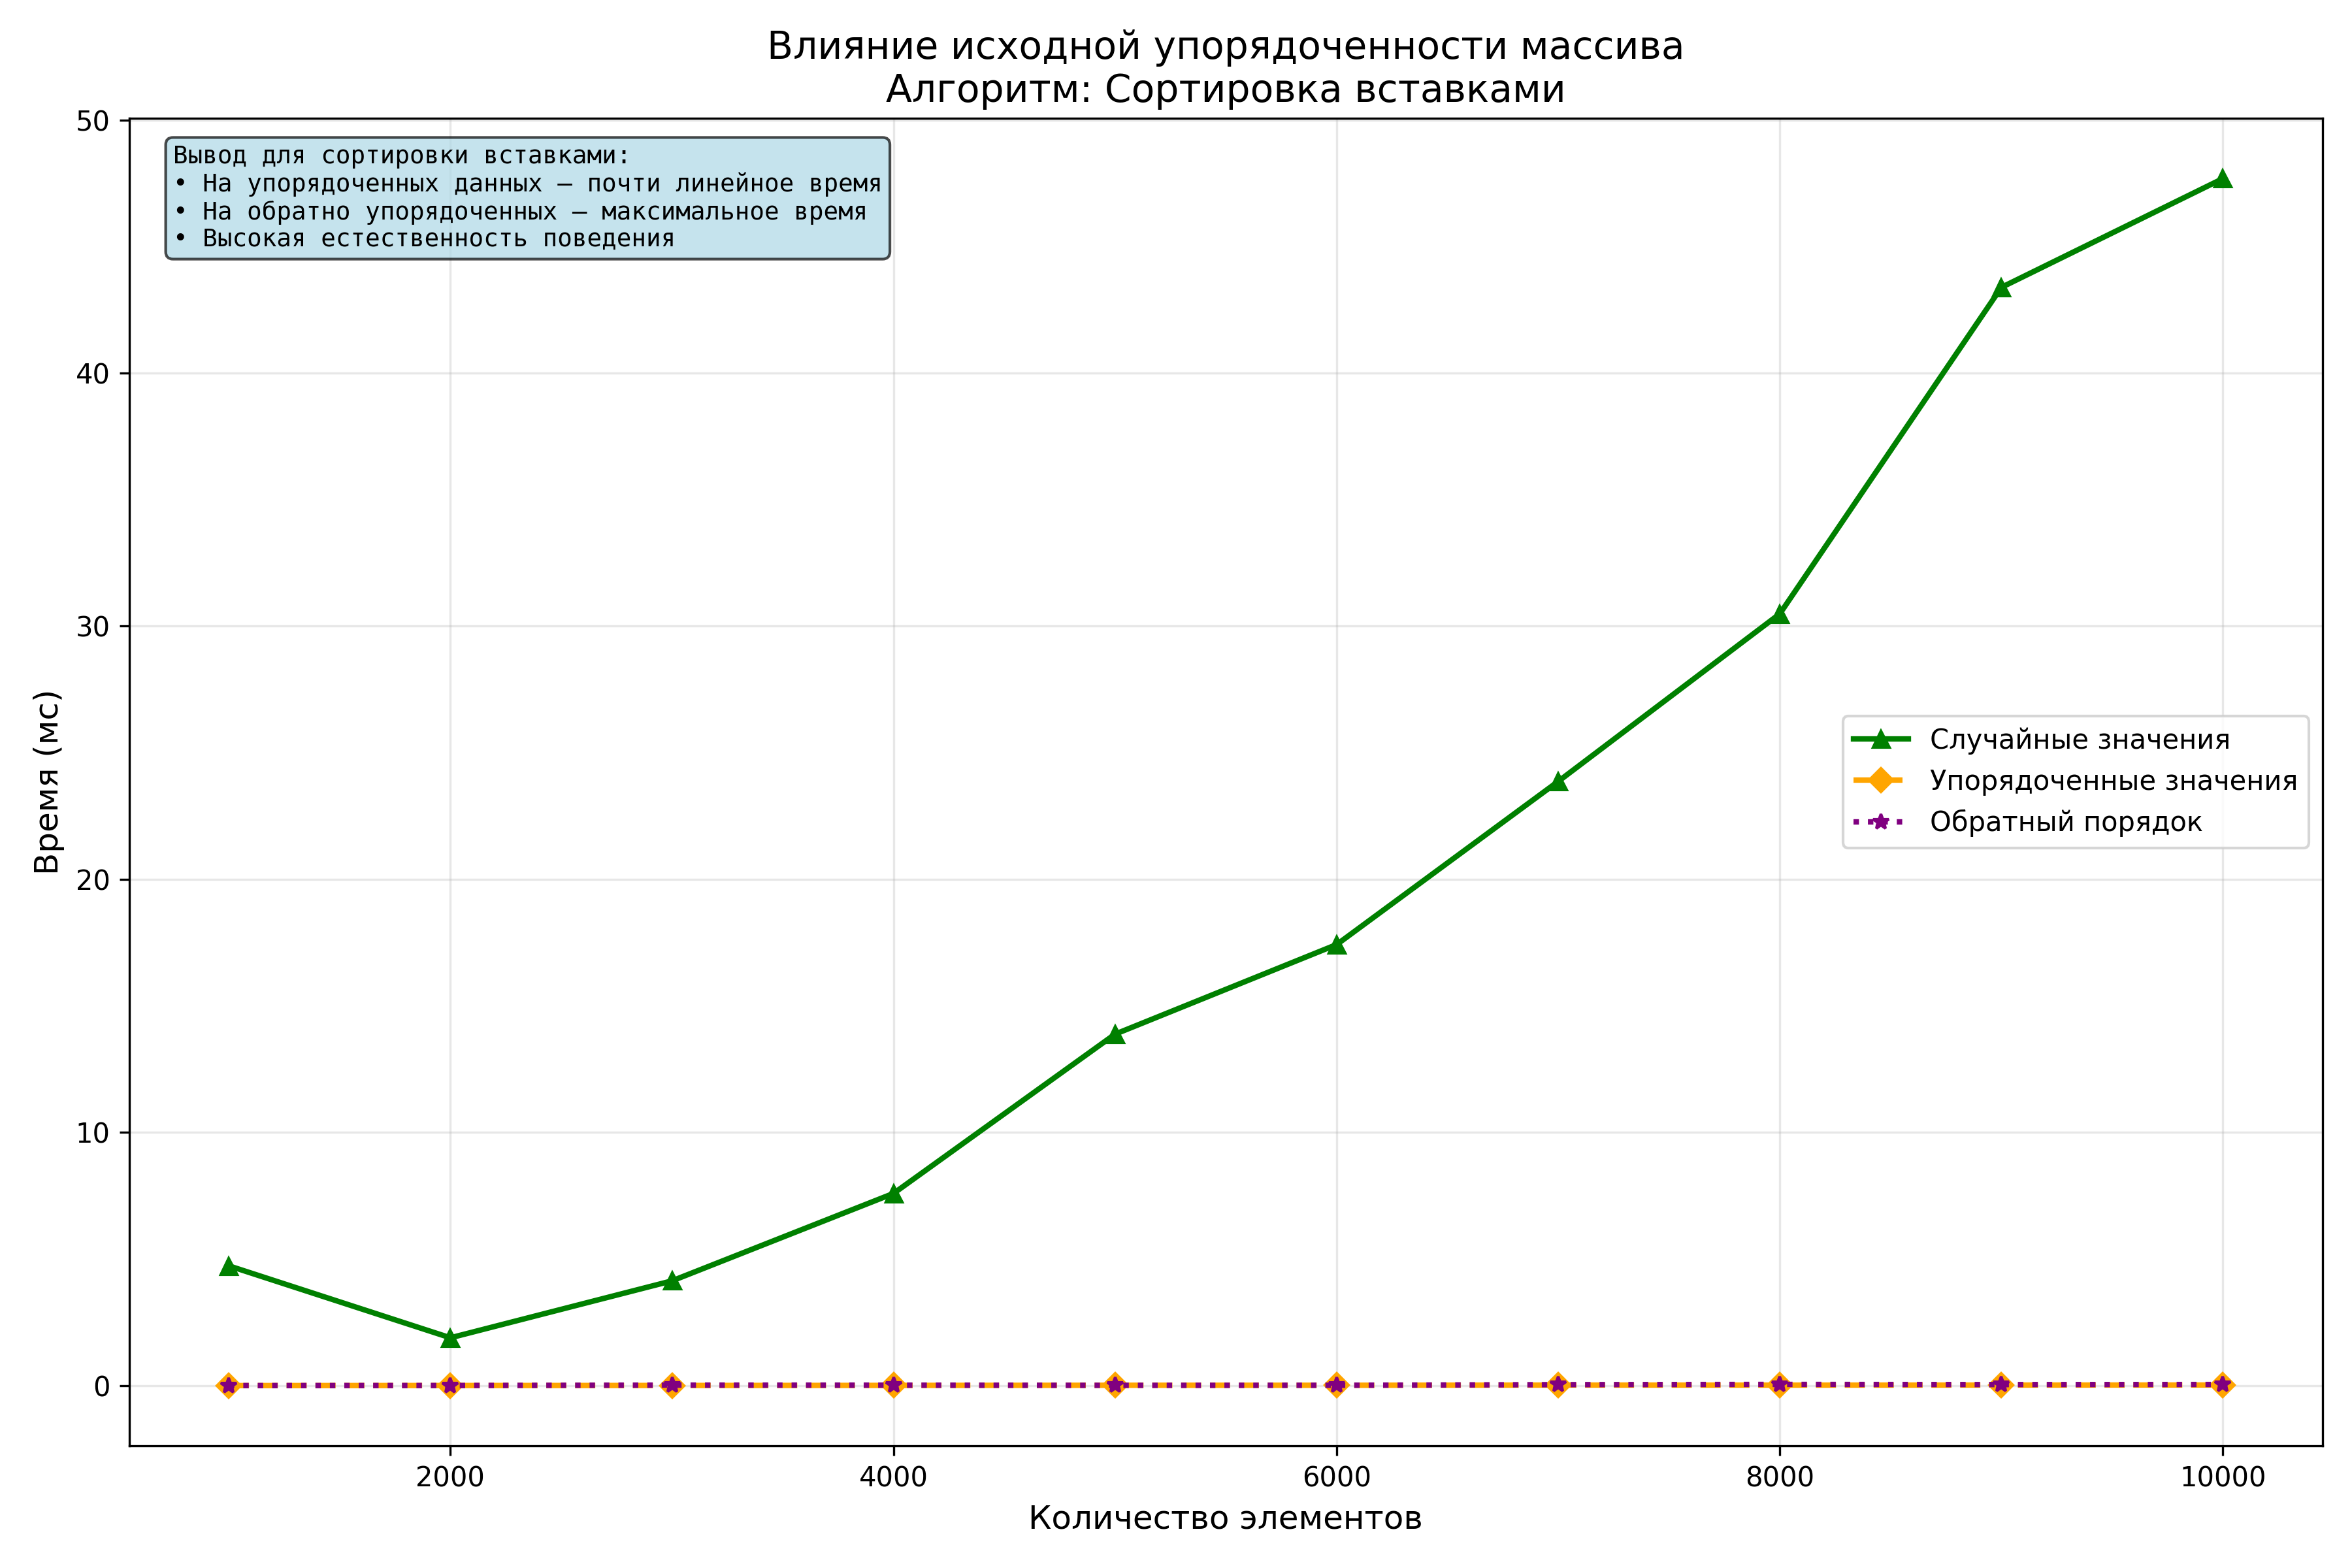 Влияние исходной упорядоченности массива
Алгоритм: Сортировка вставками
50
40
30
20
10
0
Время (мс)
Вывод для сортировки вставками:
• На упорядоченных данных — почти линейное время
• На обратно упорядоченных — максимальное время
• Высокая естественность поведения
Случайные значения
Упорядоченные значения
Обратный порядок
2000
4000
6000
8000
10000
Количество элементов